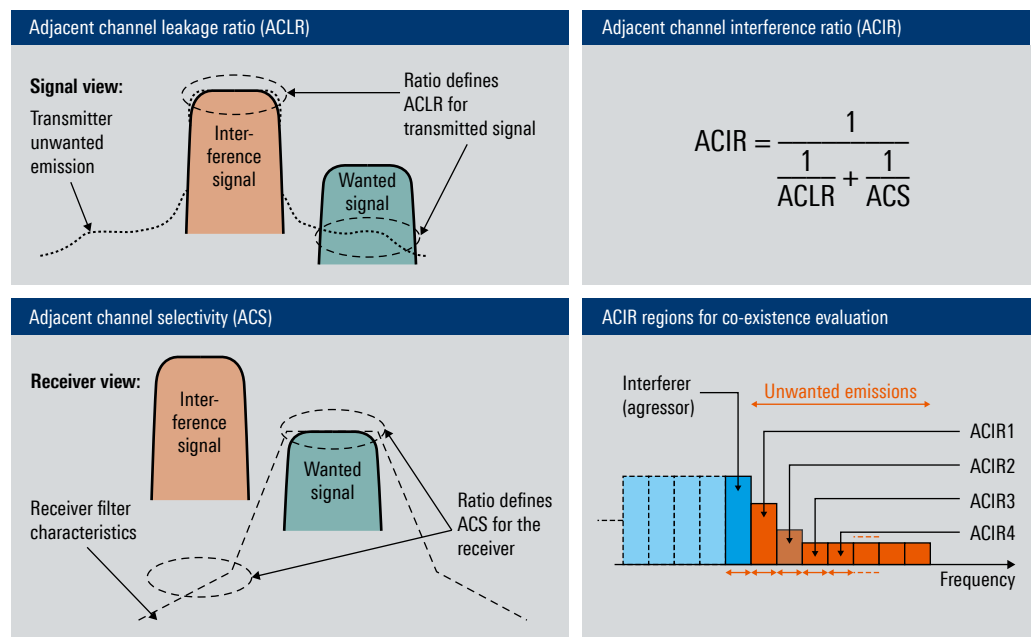 Adjacent channel leakage ratio (ACLR)
Signal view:
Transmitter
unwanted
emission
Inter-
ference
signal
Ratio defines
ACLR for
transmitted signal
Wanted
signal
Adjacent channel interference ratio (ACIR)
ACIR = 1
1 + 1
ACLR ACS
Adjacent channel selectivity (ACS)
Receiver view:
Inter-
ference
signal
Wanted
signal
Receiver filter
characteristics
Ratio defines
ACS for the
receiver
ACIR regions for co-existence evaluation
Interferer
(agressor)
Unwanted emissions
ACIR1
ACIR2
ACIR3
ACIR4
Frequency